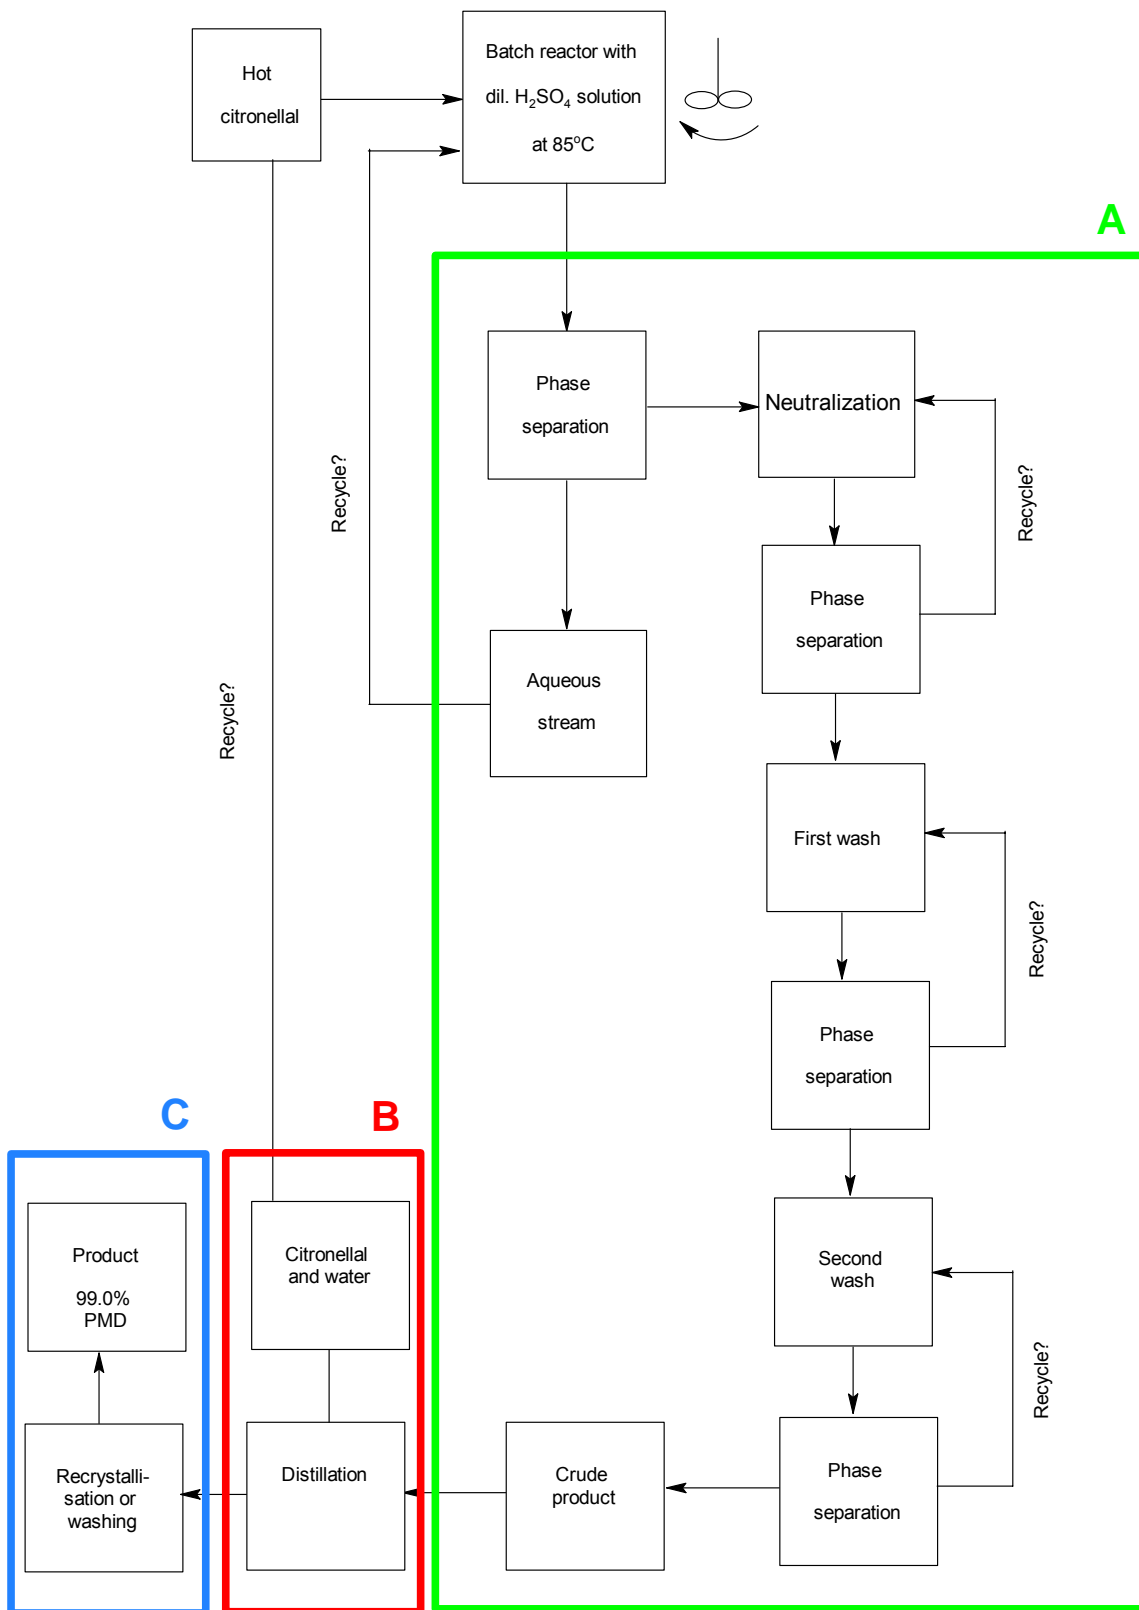 Hot
citronellal
Batch reactor with
dil. H₂SO₄ solution
at 85°C
A
Phase
separation
Neutralization
Recycle?
Recycle?
Phase
separation
Aqueous
stream
Recycle?
First wash
Recycle?
Phase
separation
C
B
Product
99.0%
PMD
Citronellal
and water
Second
wash
Recycle?
Recrystalli-
sation or
washing
Distillation
Crude
product
Phase
separation